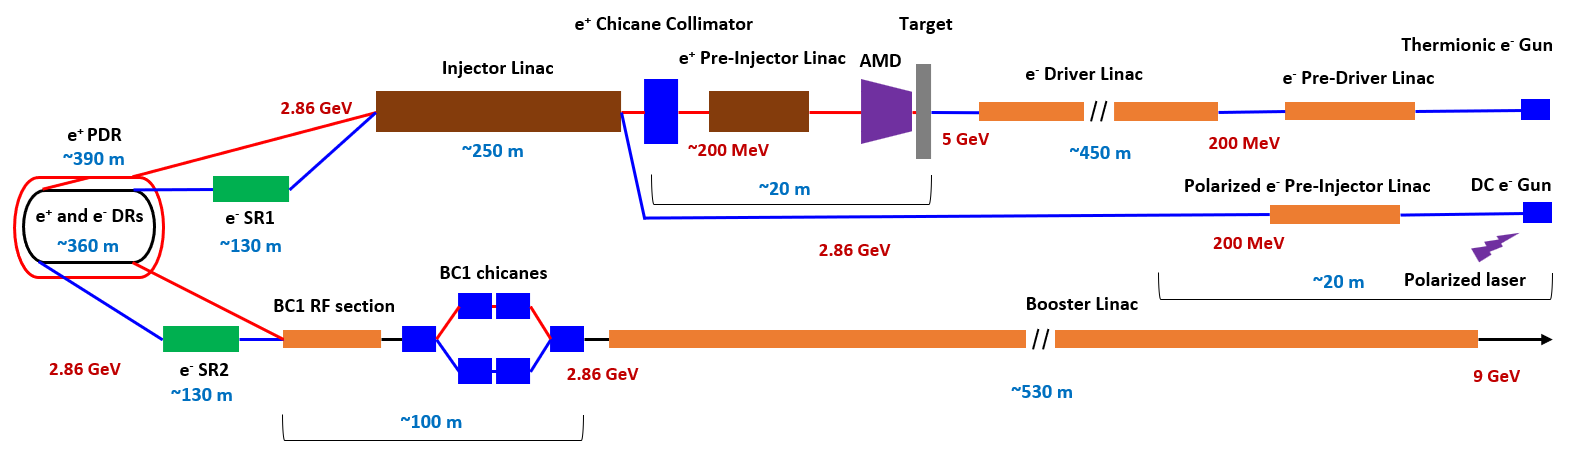 e⁺ Chicane Collimator
Target
Thermionic e⁻ Gun
e⁺ Pre-Injector Linac
AMD
Injector Linac
e⁻ Driver Linac
e⁻ Pre-Driver Linac
2.86 GeV
e⁺ PDR
~390 m
~250 m
~200 MeV
5 GeV
~450 m
200 MeV
~20 m
Polarized e⁻ Pre-Injector Linac
DC e⁻ Gun
e⁺ and e⁻ DRs
~360 m
e⁻ SR1
~130 m
2.86 GeV
200 MeV
~20 m
Polarized laser
BC1 chicanes
BC1 RF section
Booster Linac
//
//
2.86 GeV
e⁻ SR2
~130 m
2.86 GeV
~530 m
9 GeV
~100 m